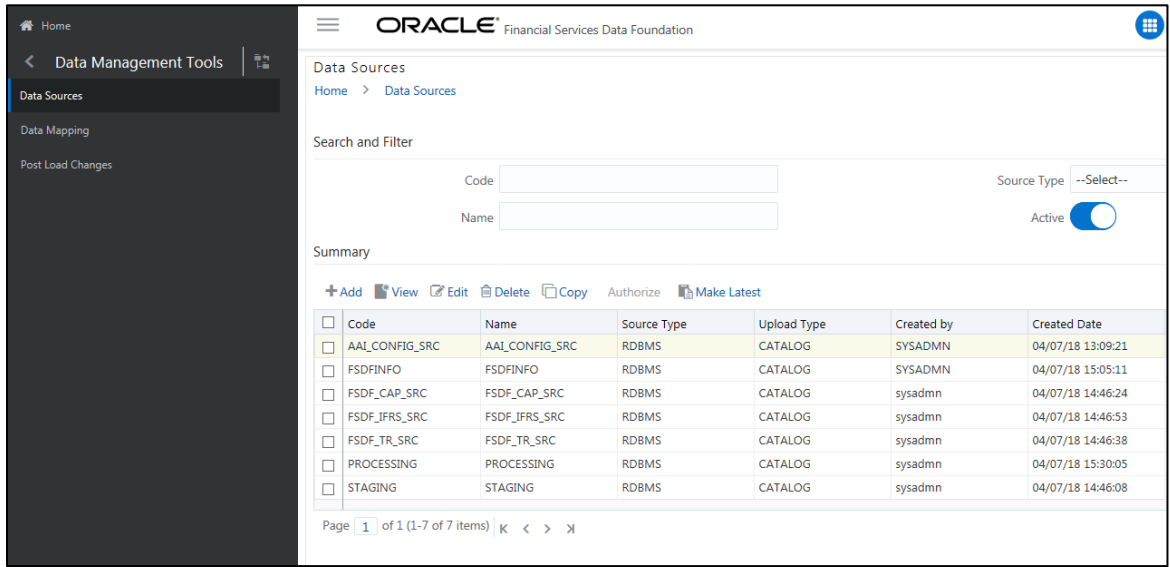 Home
Data Management Tools
Data Sources
Data Mapping
Post Load Changes
ORACLE® Financial Services Data Foundation
Data Sources
Home > Data Sources
Search and Filter
Code
Source Type --Select--
Name
Active
Summary
Add View Edit Delete Copy Authorize Make Latest
Code Name Source Type Upload Type Created by Created Date
AAI_CONFIG_SRC AAI_CONFIG_SRC RDBMS CATALOG SYSADMN 04/07/18 13:09:21
FSDFINFO FSDFINFO RDBMS CATALOG SYSADMN 04/07/18 15:05:11
FSDF_CAP_SRC FSDF_CAP_SRC RDBMS CATALOG sysadmn 04/07/18 14:46:24
FSDF_IFRS_SRC FSDF_IFRS_SRC RDBMS CATALOG sysadmn 04/07/18 14:46:53
FSDF_TR_SRC FSDF_TR_SRC RDBMS CATALOG sysadmn 04/07/18 14:46:38
PROCESSING PROCESSING RDBMS CATALOG sysadmn 04/07/18 15:30:05
STAGING STAGING RDBMS CATALOG sysadmn 04/07/18 14:46:08
Page 1 of 1 (1-7 of 7 items)